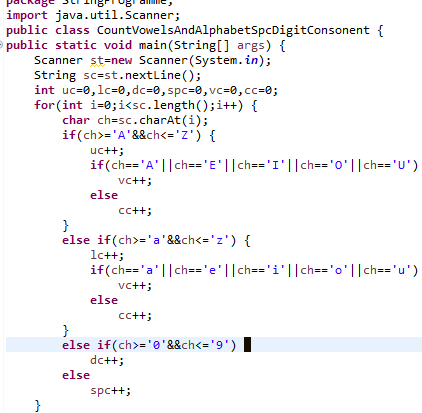 package StringProgramme;
import java.util.Scanner;
public class CountVowelsAndAlphabetSpcDigitConsonent {
public static void main(String[] args) {
    Scanner st=new Scanner(System.in);
    String sc=st.nextLine();
    int uc=0,lc=0,dc=0,spc=0,vc=0,cc=0;
    for(int i=0;i<sc.length();i++) {
        char ch=sc.charAt(i);
        if(ch>='A'&&ch<='Z') {
            uc++;
            if(ch=='A'||ch=='E'||ch=='I'||ch=='O'||ch=='U')
                vc++;
            else
                cc++;
        }
        else if(ch>='a'&&ch<='z') {
            lc++;
            if(ch=='a'||ch=='e'||ch=='i'||ch=='o'||ch=='u')
                vc++;
            else
                cc++;
        }
        else if(ch>='0'&&ch<='9')
            dc++;
        else
            spc++;
    }